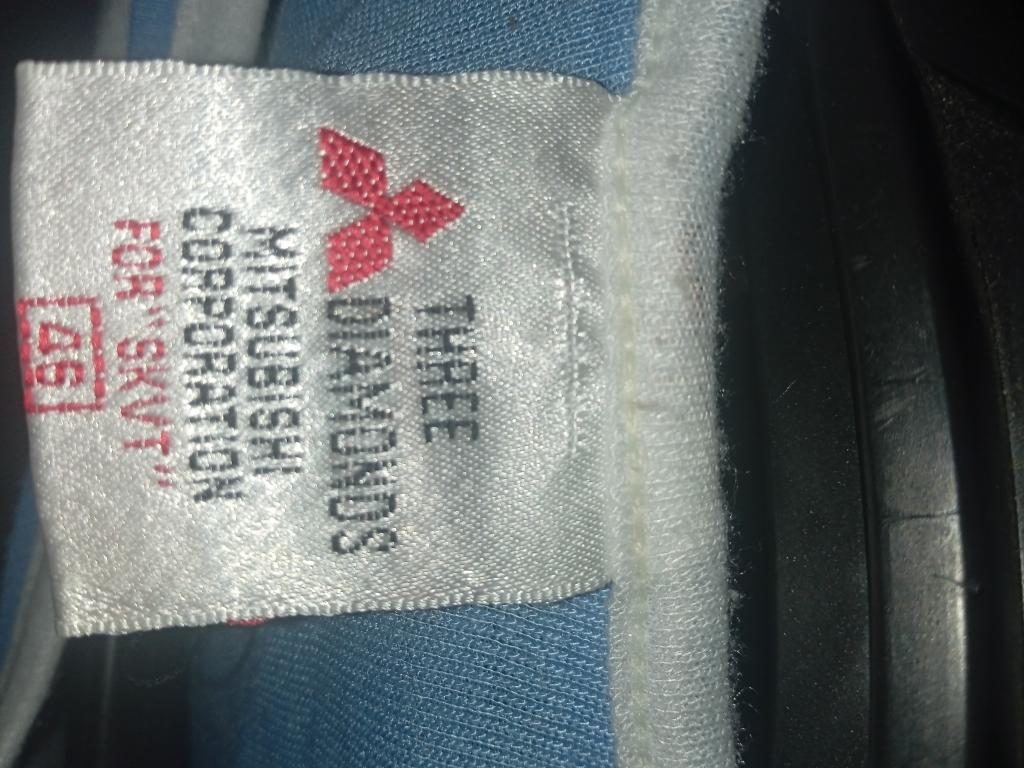 THREE
DIAMONDS
MITSUBISHI
CORPORATION
FOR "SKVT"
46